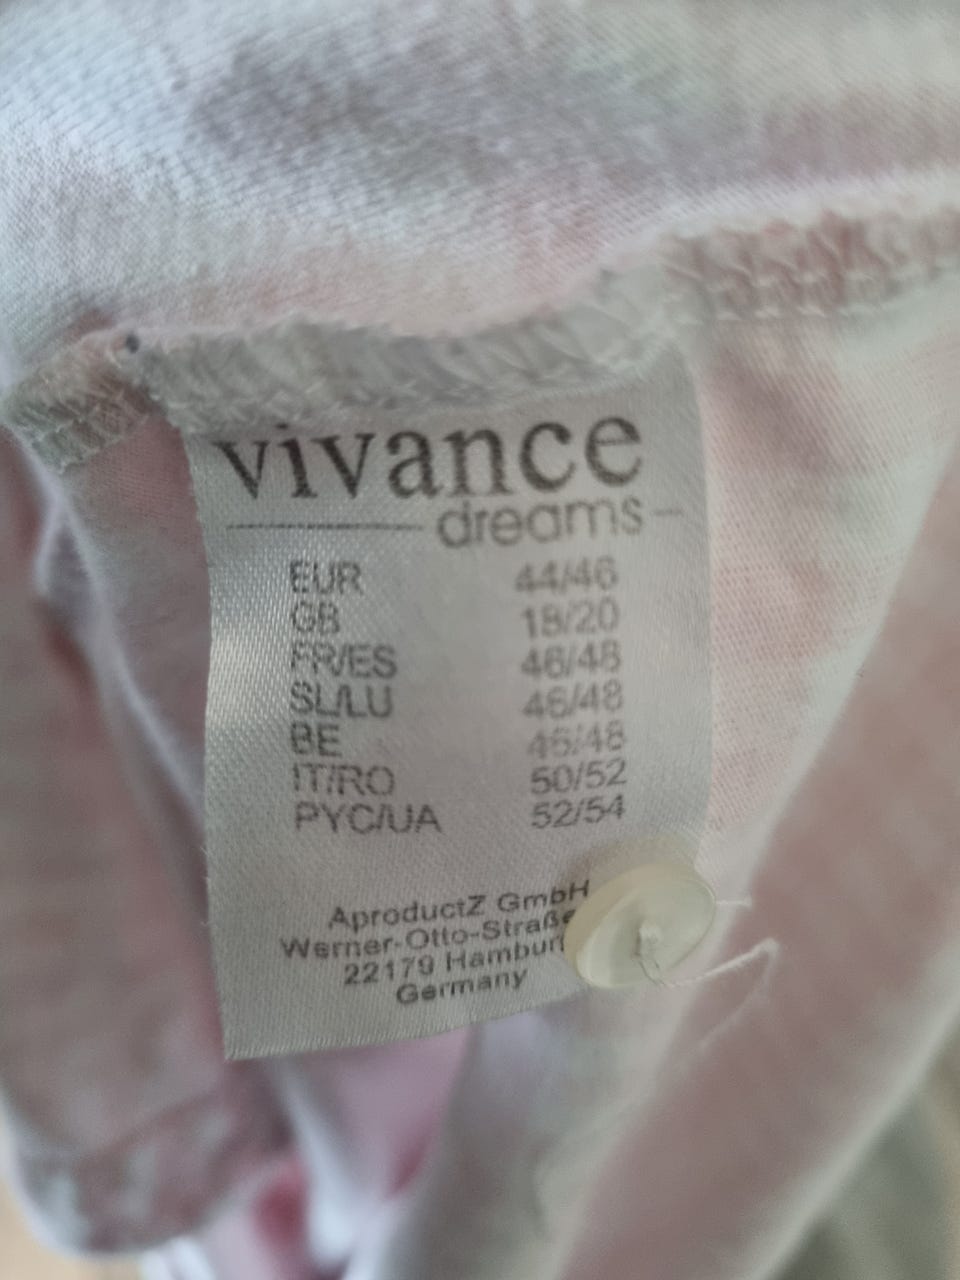 vivance
dreams
EUR 44/46
GB 18/20
FR/ES 46/48
SL/LU 46/48
BE 46/48
IT/RO 50/52
PYC/UA 52/54
AproductZ GmbH
Werner-Otto-Straße
22179 Hambur
Germany